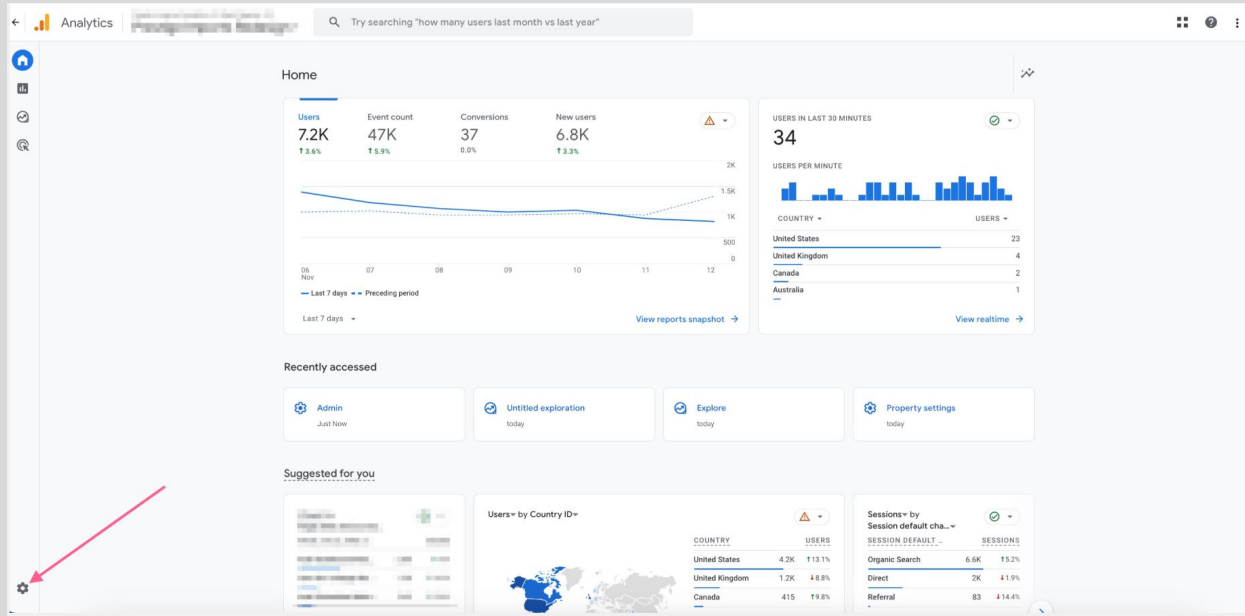 Analytics
Try searching "how many users last month vs last year"
Home
Users
7.2K
↑ 3.6%
Event count
47K
↑ 5.9%
Conversions
37
0.0%
New users
6.8K
↑ 3.3%
2K
1.5K
1K
500
0
06
Nov
07
08
09
10
11
12
Last 7 days
Preceding period
Last 7 days
View reports snapshot →
USERS IN LAST 30 MINUTES
34
USERS PER MINUTE
COUNTRY USERS
United States 23
United Kingdom 4
Canada 2
Australia 1
View realtime →
Recently accessed
Admin
Just Now
Untitled exploration
today
Explore
today
Property settings
today
Suggested for you
Users by Country ID
COUNTRY USERS
United States 4.2K ↑13.1%
United Kingdom 1.2K ↓8.8%
Canada 415 ↑9.8%
Sessions by
Session default cha...
SESSION DEFAULT ... SESSIONS
Organic Search 6.6K ↑5.2%
Direct 2K ↓1.9%
Referral 83 ↓14.4%